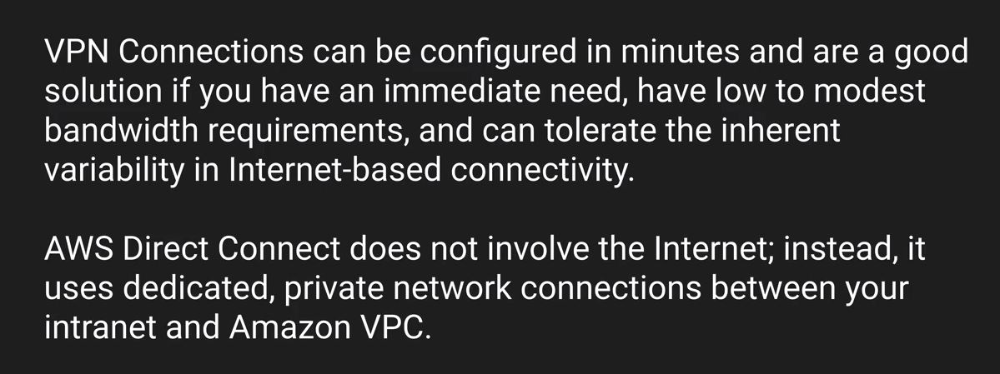 VPN Connections can be configured in minutes and are a good
solution if you have an immediate need, have low to modest
bandwidth requirements, and can tolerate the inherent
variability in Internet-based connectivity.
AWS Direct Connect does not involve the Internet; instead, it
uses dedicated, private network connections between your
intranet and Amazon VPC.